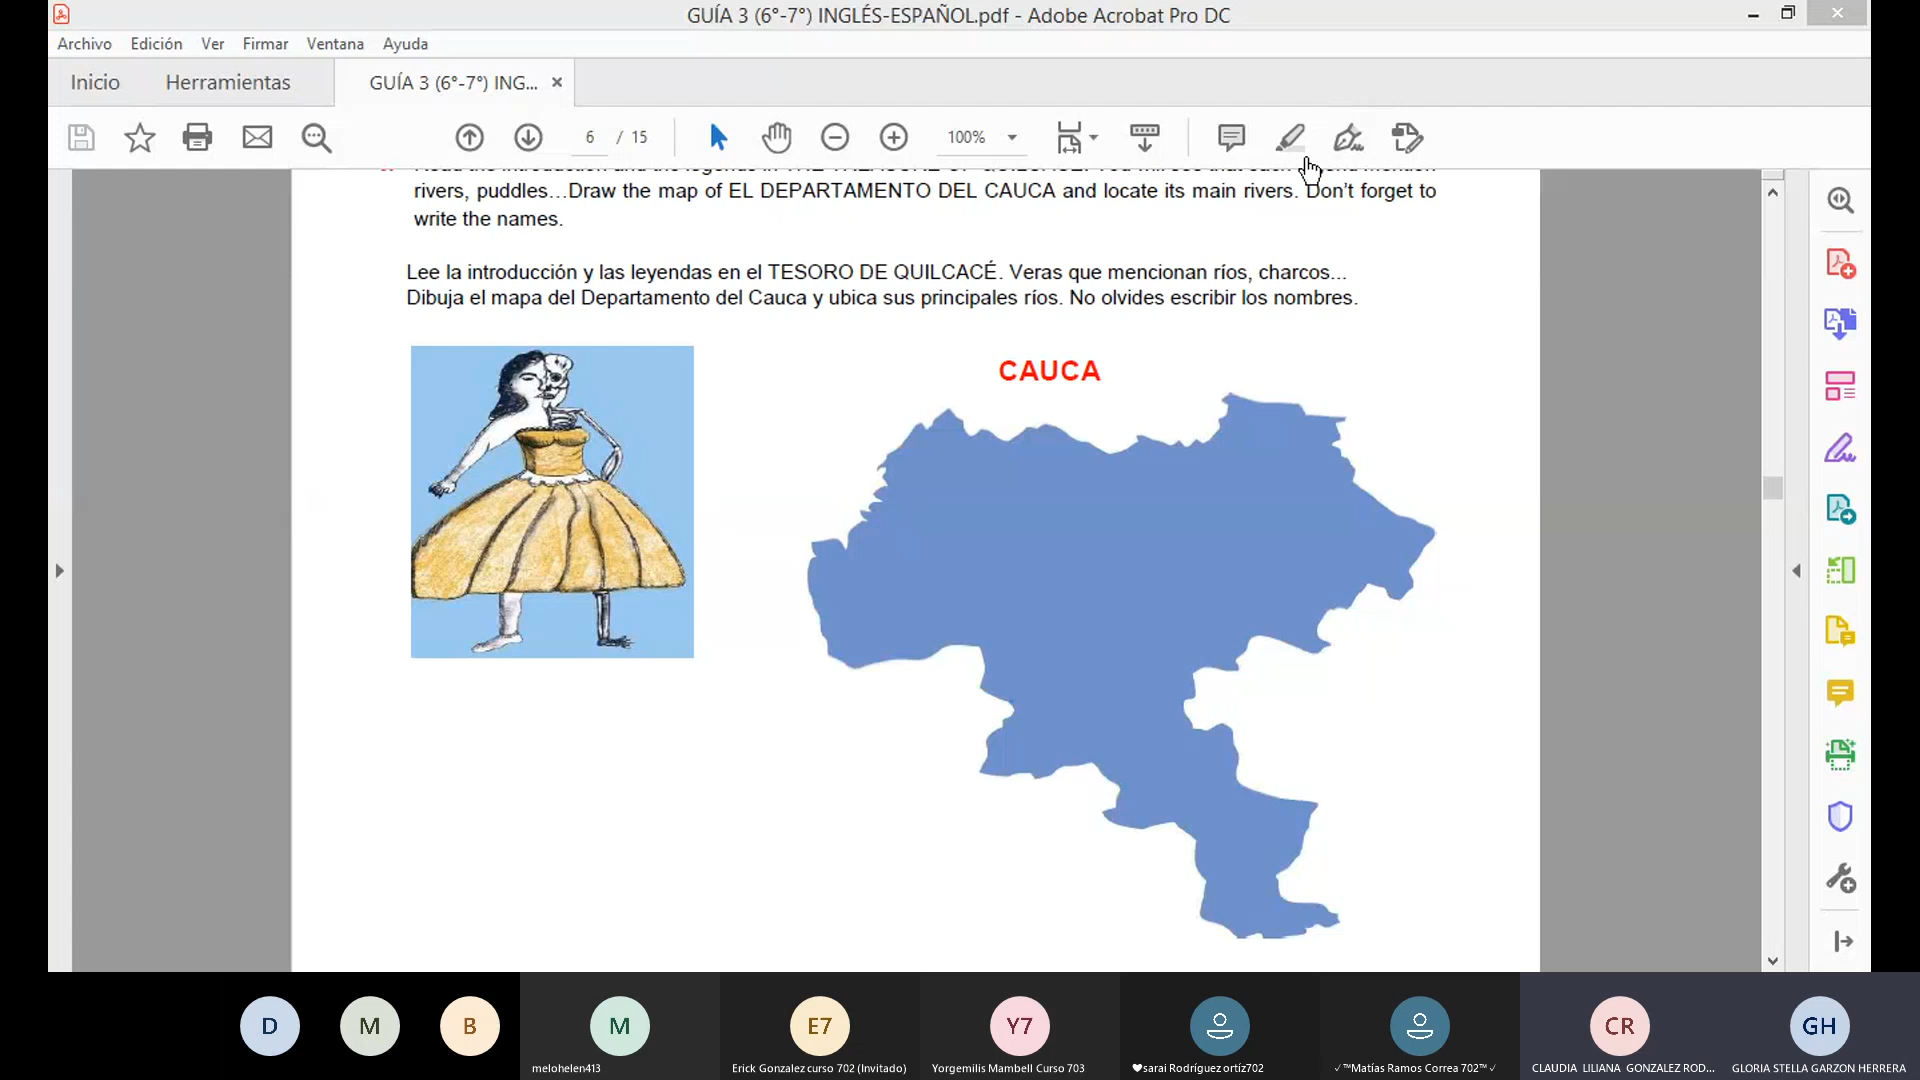 GUÍA 3 (6°-7°) INGLÉS-ESPAÑOL.pdf - Adobe Acrobat Pro DC
Archivo Edición Ver Firmar Ventana Ayuda
Inicio Herramientas GUÍA 3 (6°-7°) ING... ×
6 / 15 100%
rivers, puddles…Draw the map of EL DEPARTAMENTO DEL CAUCA and locate its main rivers. Don't forget to
write the names.
Lee la introducción y las leyendas en el TESORO DE QUILCACÉ. Veras que mencionan ríos, charcos...
Dibuja el mapa del Departamento del Cauca y ubica sus principales ríos. No olvides escribir los nombres.
CAUCA
D M B M E7 Y7 CR GH
melohelen413 Erick Gonzalez curso 702 (Invitado) Yorgemilis Mambell Curso 703 ♥sarai Rodríguez ortíz702 ✓™Matías Ramos Correa 702™✓ CLAUDIA LILIANA GONZALEZ ROD... GLORIA STELLA GARZON HERRERA